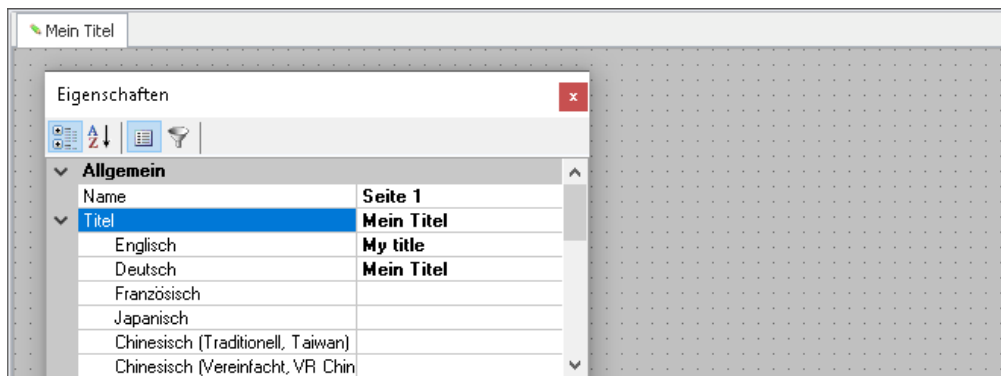 Mein Titel
Eigenschaften
Allgemein
Name Seite 1
Titel Mein Titel
Englisch My title
Deutsch Mein Titel
Französisch
Japanisch
Chinesisch (Traditionell, Taiwan)
Chinesisch (Vereinfacht, VR Chin